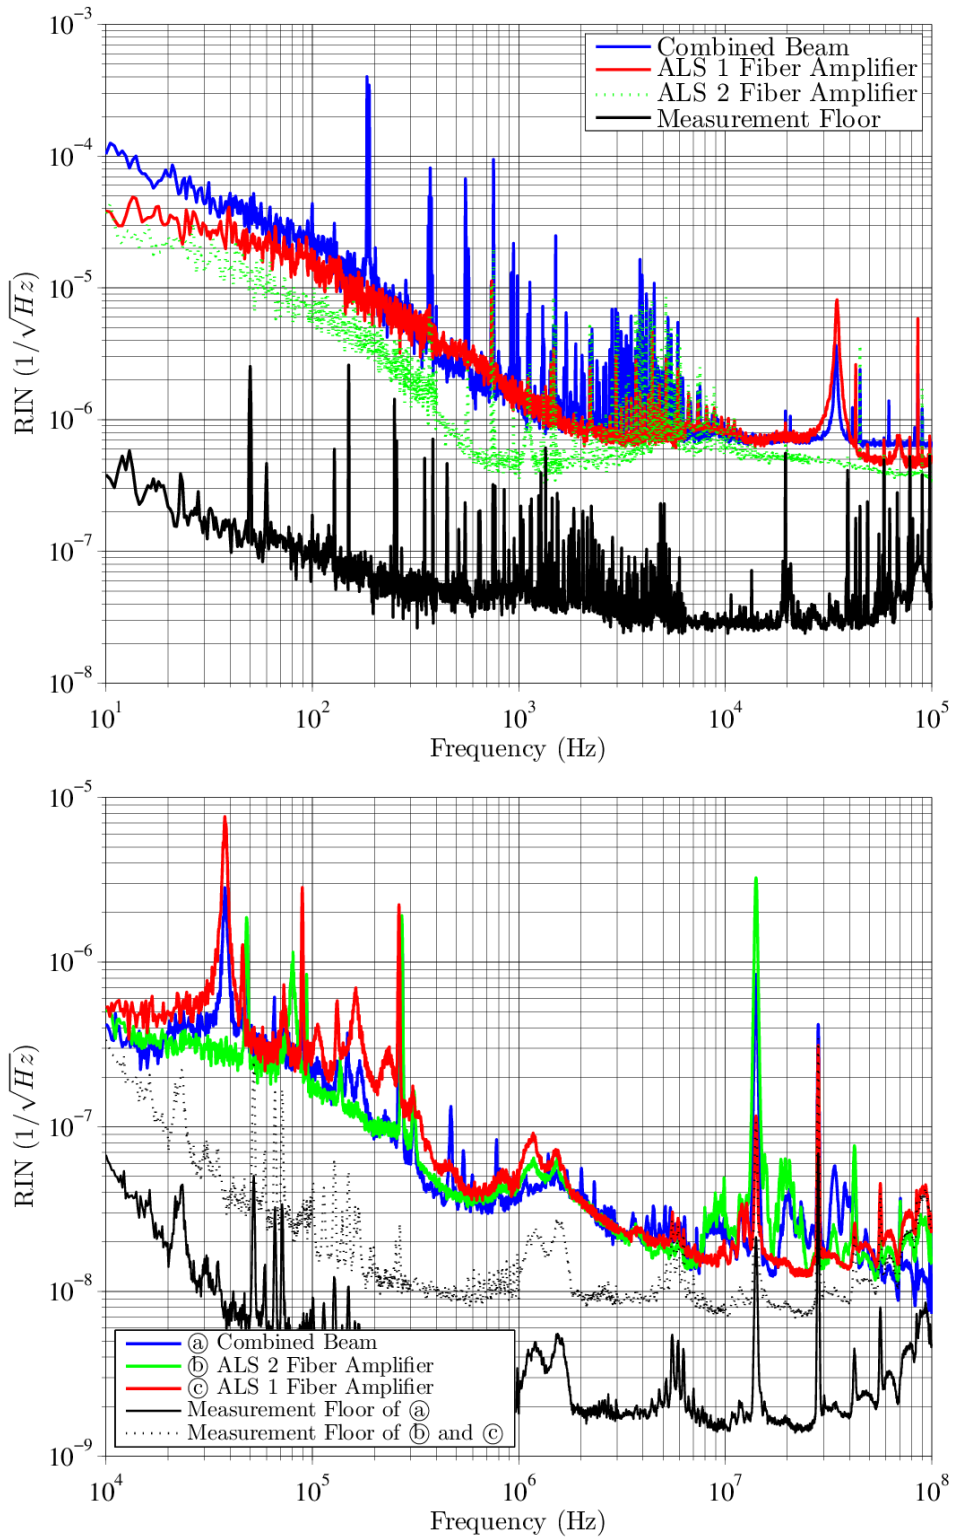 10^−3
10^−4
10^−5
10^−6
10^−7
10^−8
RIN (1/√Hz)
Combined Beam
ALS 1 Fiber Amplifier
ALS 2 Fiber Amplifier
Measurement Floor
10^1 10^2 10^3 10^4 10^5
Frequency (Hz)
10^−5
10^−6
10^−7
10^−8
10^−9
RIN (1/√Hz)
ⓐ Combined Beam
ⓑ ALS 2 Fiber Amplifier
ⓒ ALS 1 Fiber Amplifier
Measurement Floor of ⓐ
Measurement Floor of ⓑ and ⓒ
10^4 10^5 10^6 10^7 10^8
Frequency (Hz)